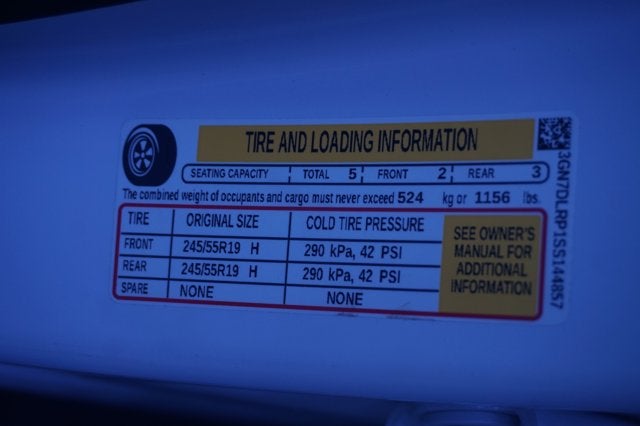 TIRE AND LOADING INFORMATION
SEATING CAPACITY TOTAL 5 FRONT 2 REAR 3
The combined weight of occupants and cargo must never exceed 524 kg or 1156 lbs.
TIRE ORIGINAL SIZE COLD TIRE PRESSURE
FRONT 245/55R19 H 290 kPa, 42 PSI
REAR 245/55R19 H 290 kPa, 42 PSI
SPARE NONE NONE
SEE OWNER'S
MANUAL FOR
ADDITIONAL
INFORMATION
3GN7DLRP1SS144857